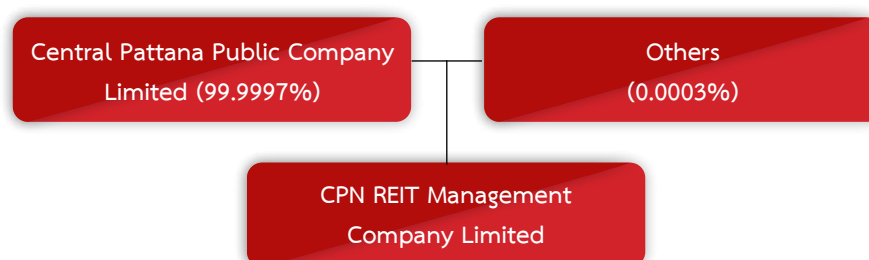 Central Pattana Public Company
Limited (99.9997%)
Others
(0.0003%)
CPN REIT Management
Company Limited